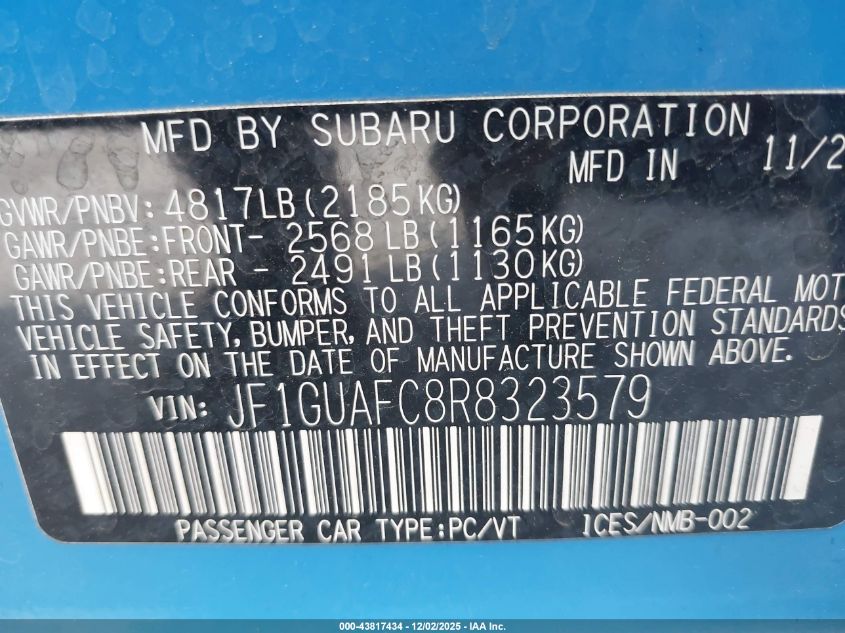 MFD BY SUBARU CORPORATION
MFD IN 11/2
GVWR/PNBV: 4817LB (2185KG)
GAWR/PNBE:FRONT- 2568 LB (1165KG)
GAWR/PNBE:REAR - 2491 LB (1130KG)
THIS VEHICLE CONFORMS TO ALL APPLICABLE FEDERAL MOT
VEHICLE SAFETY, BUMPER, AND THEFT PREVENTION STANDARDS
IN EFFECT ON THE DATE OF MANUFACTURE SHOWN ABOVE.
VIN: JF1GUAFC8R8323579
PASSENGER CAR TYPE:PC/VT ICES/NMB-002
000-43817434 - 12/02/2025 - IAA Inc.